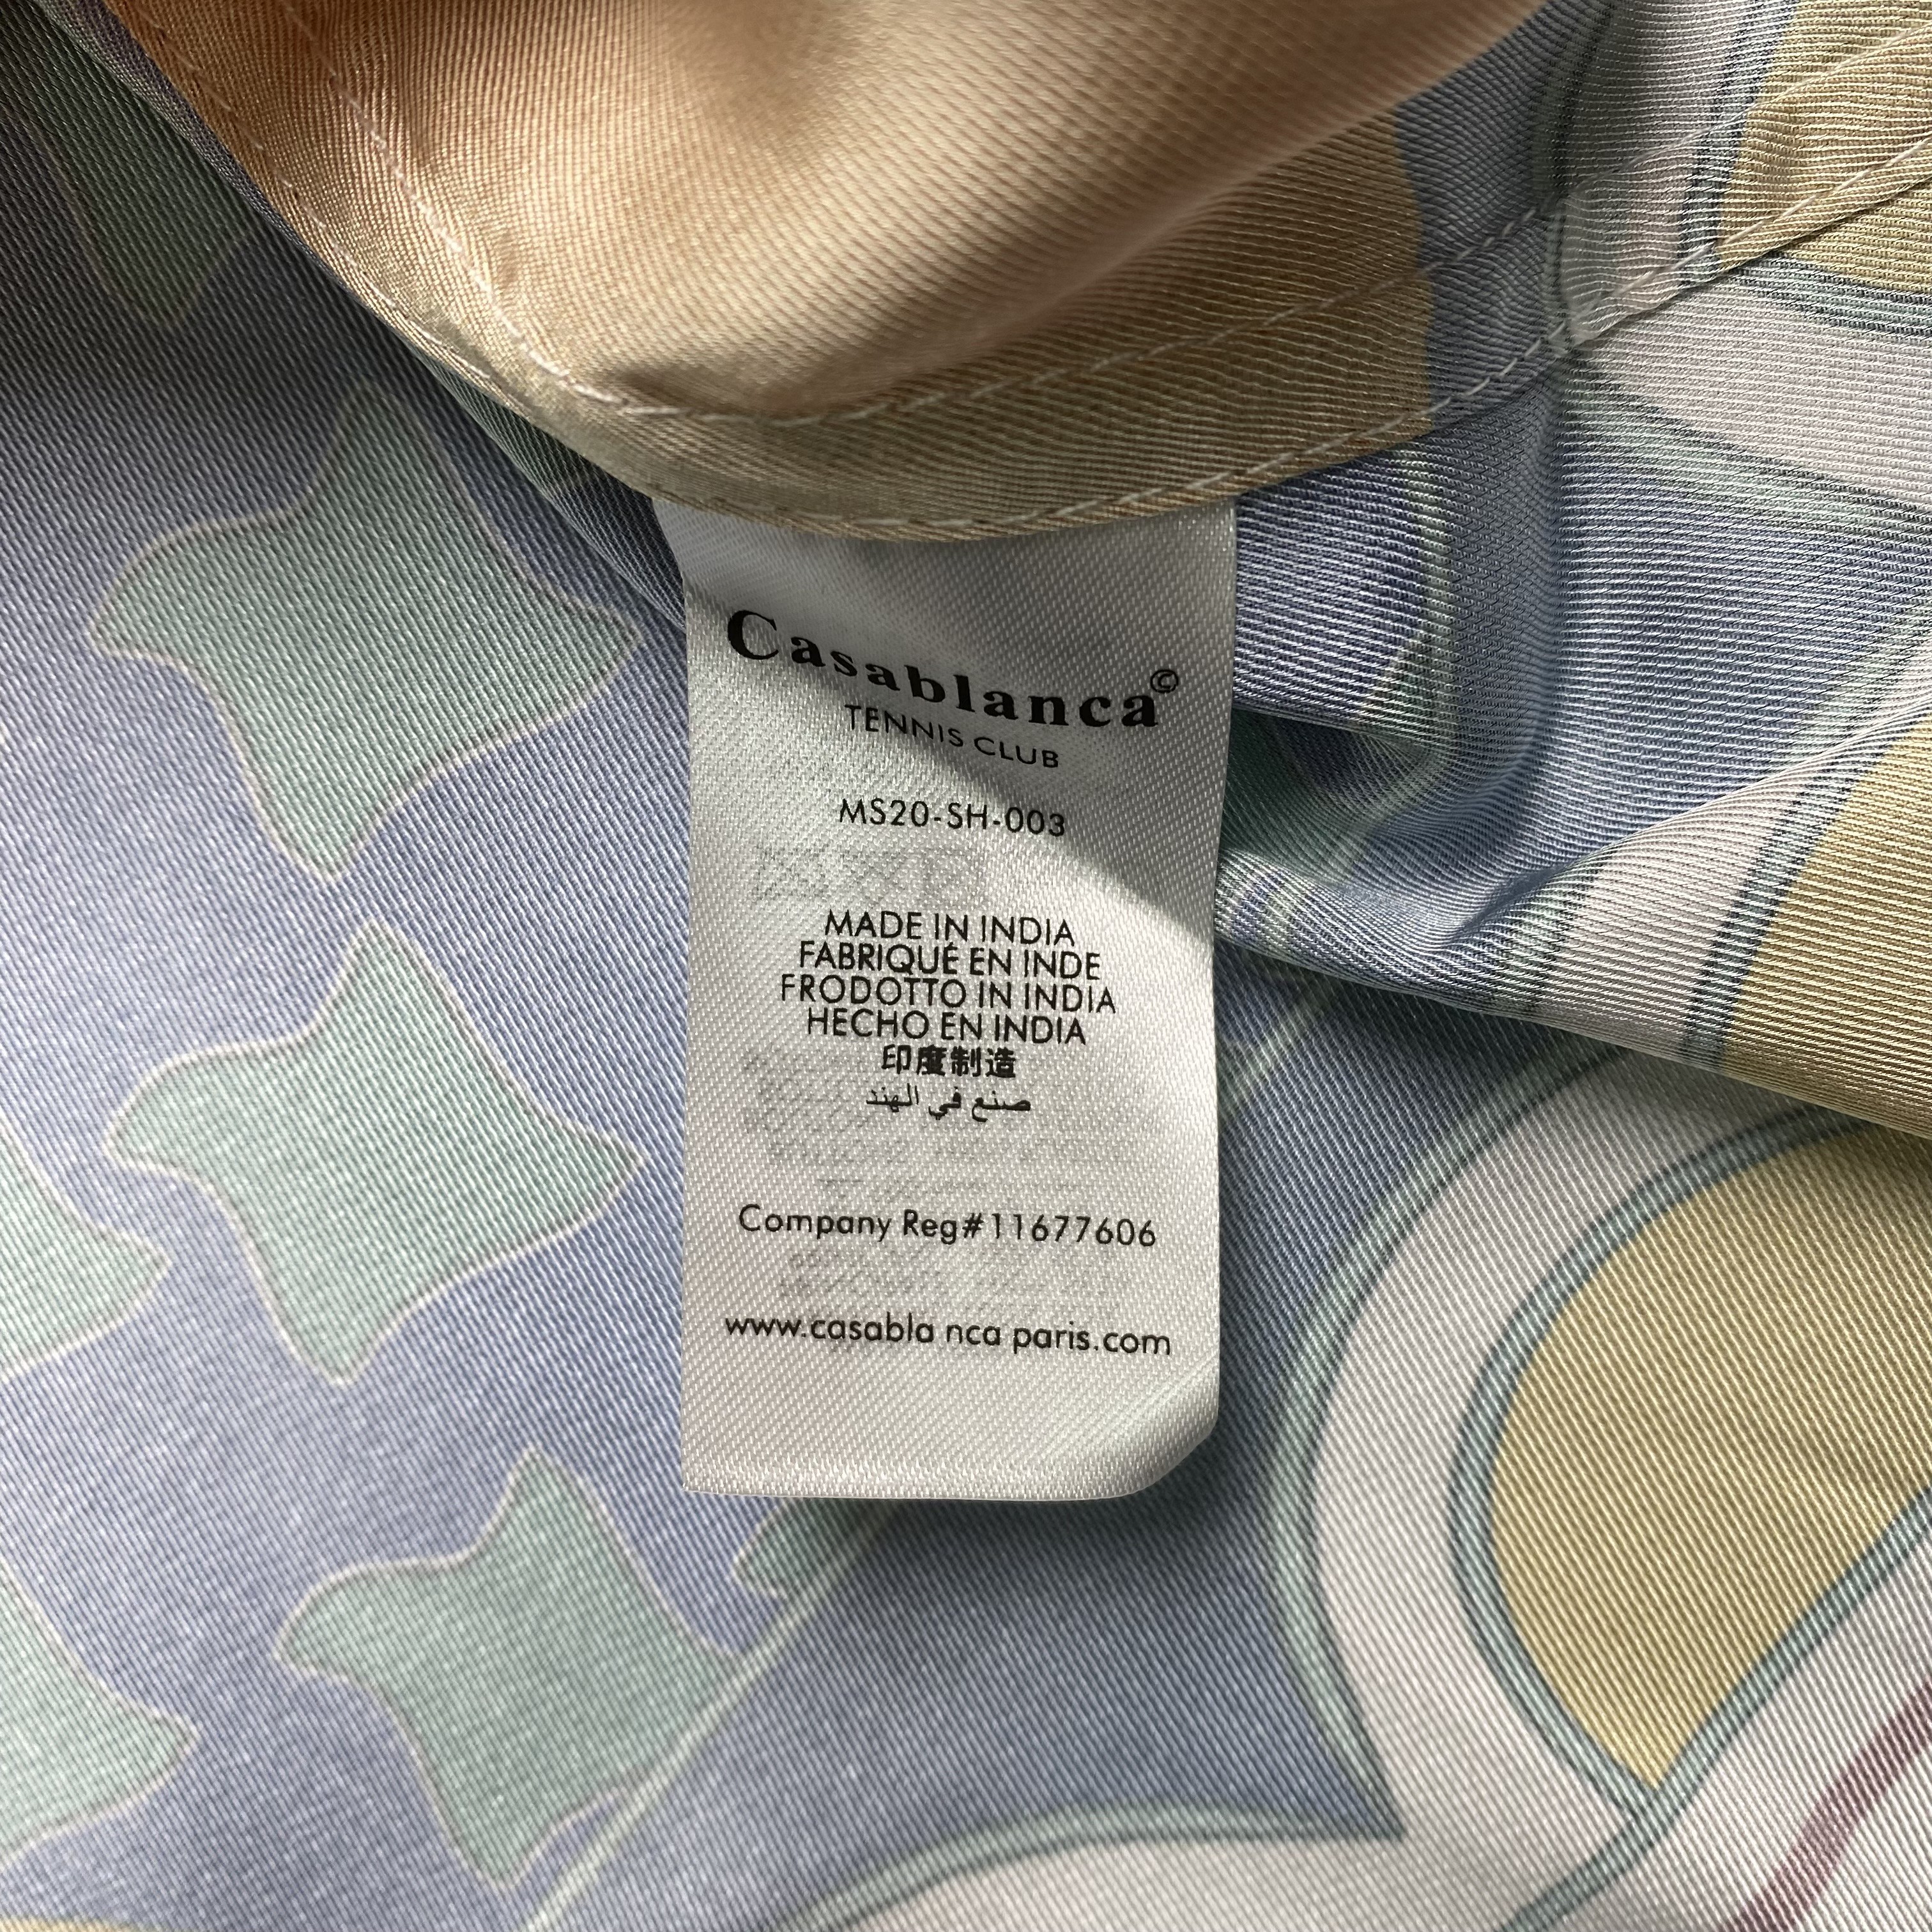 Casablanca©
TENNIS CLUB
MS20-SH-003
MADE IN INDIA
FABRIQUÉ EN INDE
FRODOTTO IN INDIA
HECHO EN INDIA
印度制造
صنع في الهند
Company Reg#11677606
www.casabla nca paris.com